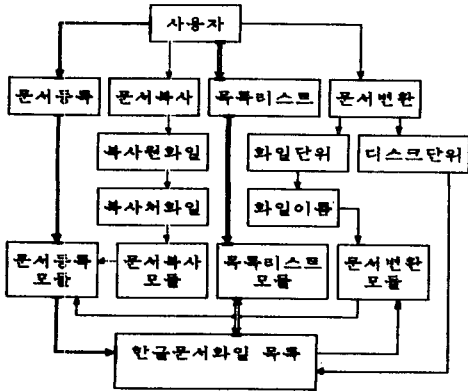 사용자
문서등록 문서복사 목록리스트 문서변환
복사원화일 화일단위 디스크단위
복사처화일 화일이름
문서등록 문서복사 목록리스트 문서변환
모듈 모듈 모듈 모듈
한글문서화일 목록